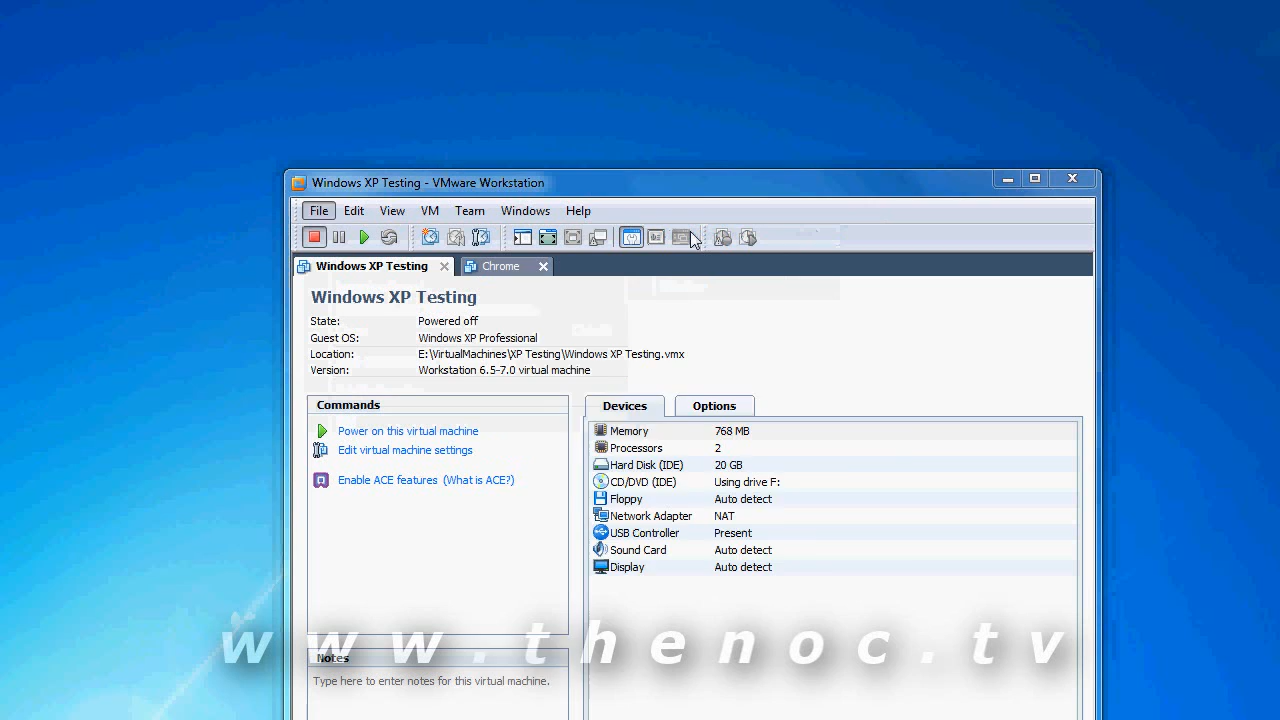 Windows XP Testing - VMware Workstation
File Edit View VM Team Windows Help
Windows XP Testing Chrome
Windows XP Testing
State: Powered off
Guest OS: Windows XP Professional
Location: E:\VirtualMachines\XP Testing\Windows XP Testing.vmx
Version: Workstation 6.5-7.0 virtual machine
Commands
Power on this virtual machine
Edit virtual machine settings
Enable ACE features (What is ACE?)
Devices Options
Memory 768 MB
Processors 2
Hard Disk (IDE) 20 GB
CD/DVD (IDE) Using drive F:
Floppy Auto detect
Network Adapter NAT
USB Controller Present
Sound Card Auto detect
Display Auto detect
www.thenoc.tv
Notes
Type here to enter notes for this virtual machine.